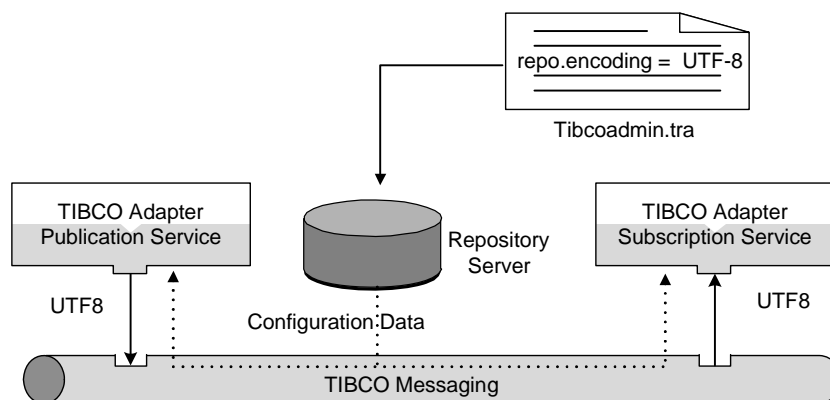 repo.encoding = UTF-8
Tibcoadmin.tra
TIBCO Adapter
Publication Service
Repository
Server
TIBCO Adapter
Subscription Service
UTF8
UTF8
Configuration Data
TIBCO Messaging